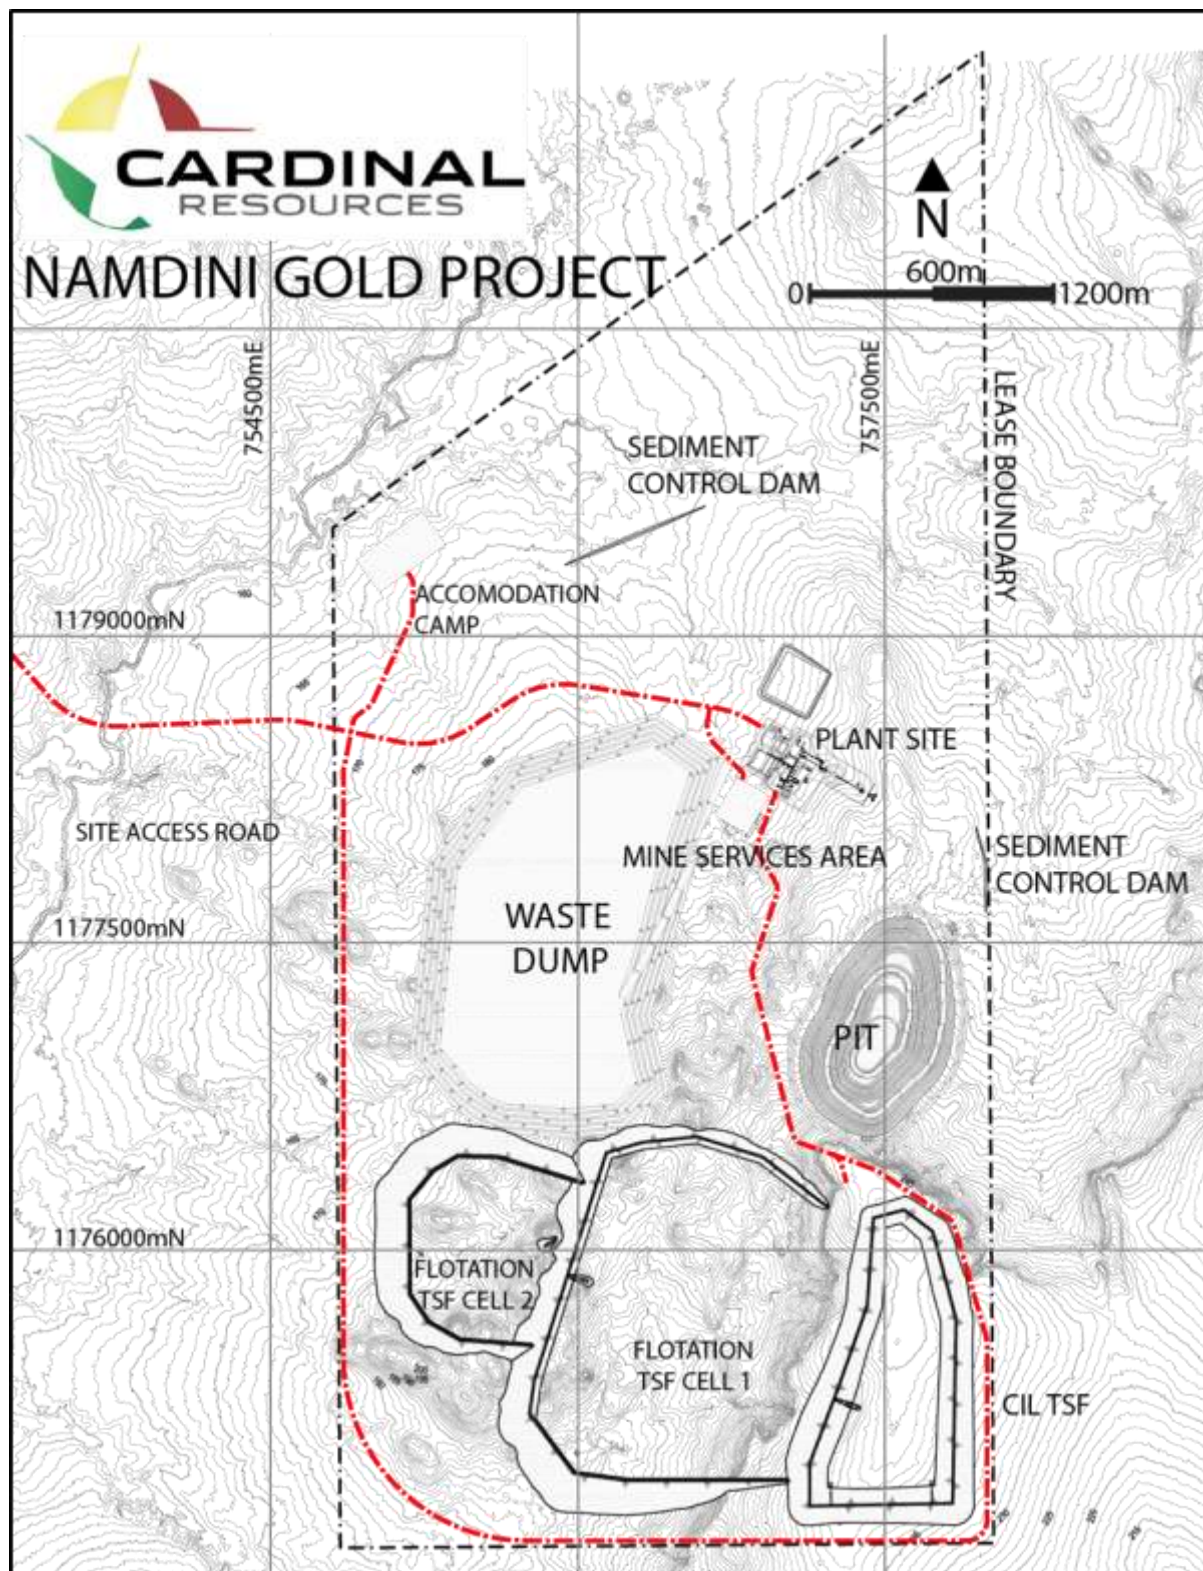 CARDINAL
RESOURCES
NAMDINI GOLD PROJECT
N
600m
0
1200m
754500mE
757500mE
LEASE BOUNDARY
SEDIMENT
CONTROL DAM
ACCOMODATION
CAMP
1179000mN
PLANT SITE
SITE ACCESS ROAD
MINE SERVICES AREA
SEDIMENT
CONTROL DAM
WASTE
DUMP
1177500mN
PIT
1176000mN
FLOTATION
TSF CELL 2
FLOTATION
TSF CELL 1
CIL TSF